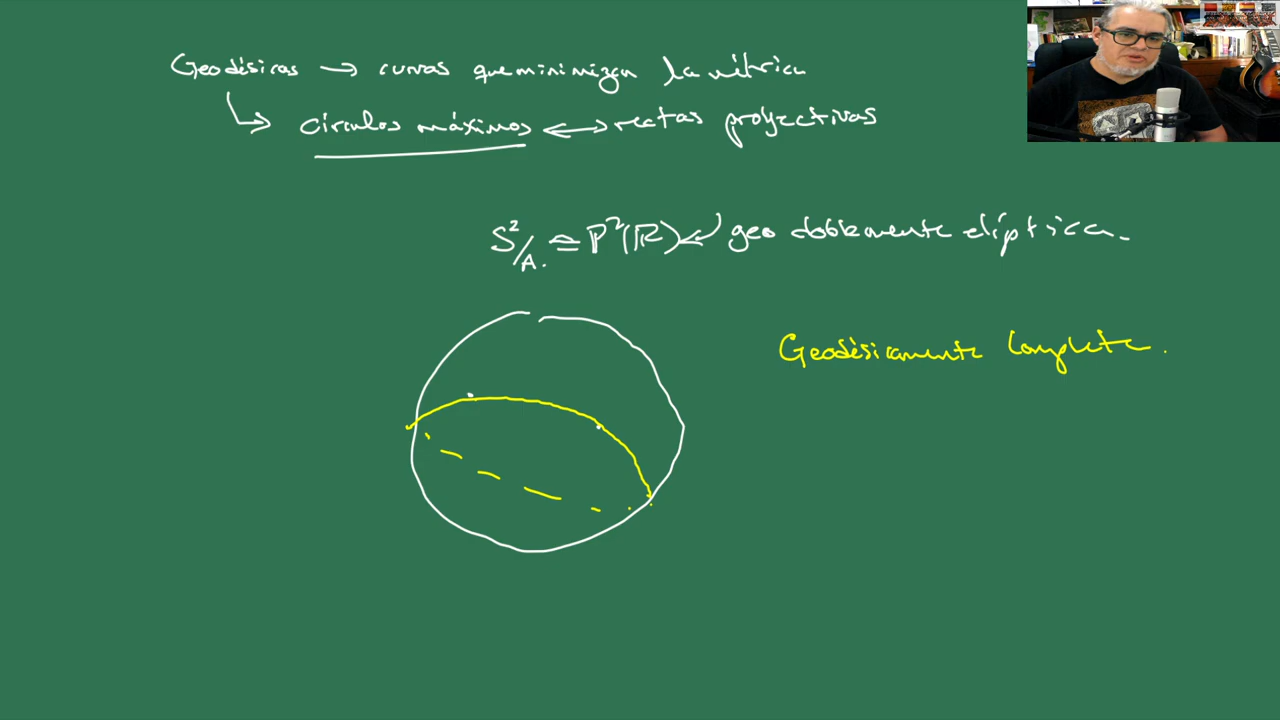 Geodésicas → curvas que minimizan la métrica
↳ círculos máximos ↔ rectas proyectivas
S²/A. ≃ P²(R) ↙ geo doblemente elíptica.
Geodésicamente Completa.